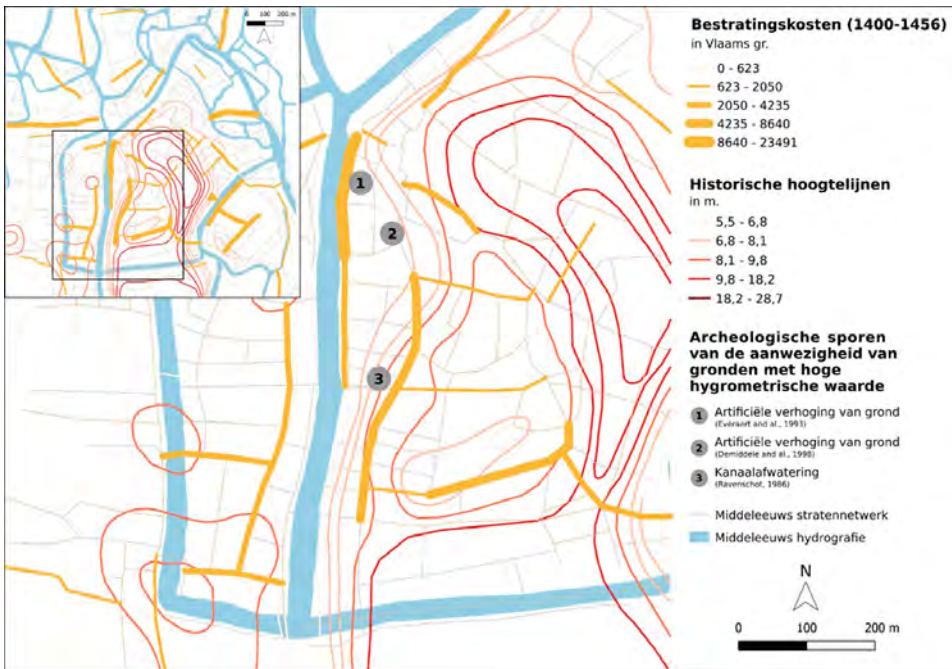 0 100 200 m
1
2
3
Bestratingskosten (1400-1456)
in Vlaams gr.
0 - 623
623 - 2050
2050 - 4235
4235 - 8640
8640 - 23491
Historische hoogtelijnen
in m.
5,5 - 6,8
6,8 - 8,1
8,1 - 9,8
9,8 - 18,2
18,2 - 28,7
Archeologische sporen
van de aanwezigheid van
gronden met hoge
hygrometrische waarde
1 Artificiële verhoging van grond
(Everaert and al., 1993)
2 Artificiële verhoging van grond
(Demiddele and al., 1998)
3 Kanaalafwatering
(Ravenschot, 1986)
Middeleeuws stratennetwerk
Middeleeuws hydrografie
N
0 100 200 m